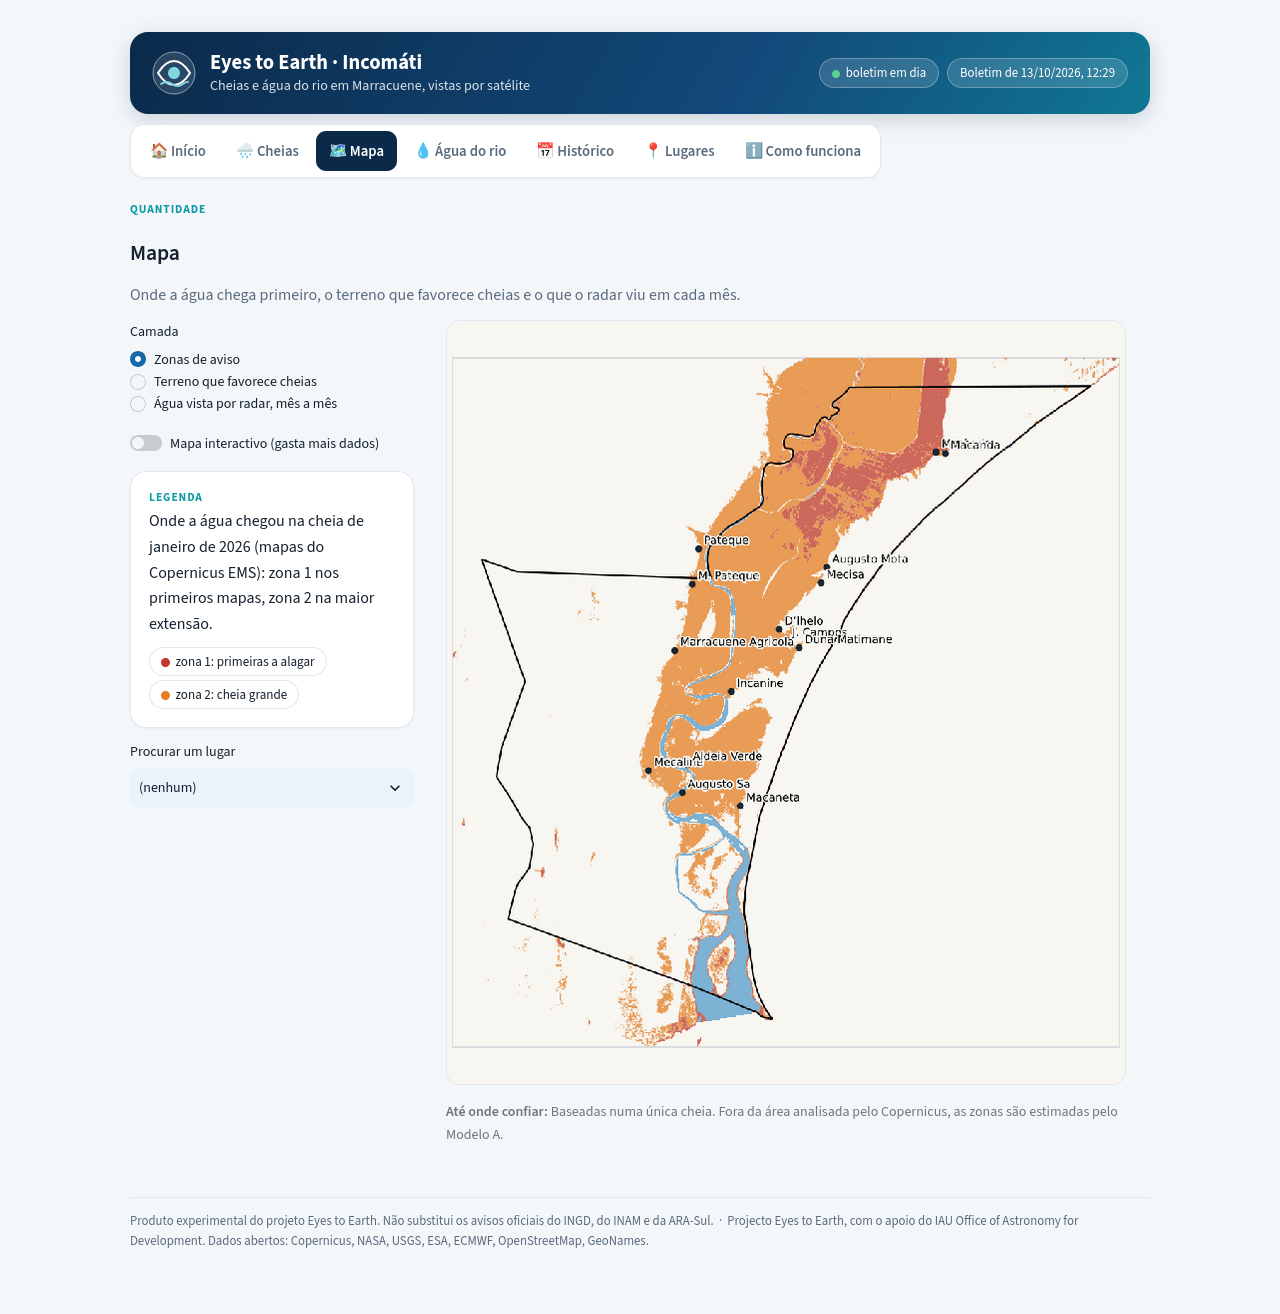 Eyes to Earth · Incomáti
Cheias e água do rio em Marracuene, vistas por satélite
boletim em dia
Boletim de 13/10/2026, 12:29
Início
Cheias
Mapa
Água do rio
Histórico
Lugares
Como funciona
QUANTIDADE
Mapa
Onde a água chega primeiro, o terreno que favorece cheias e o que o radar viu em cada mês.
Camada
Zonas de aviso
Terreno que favorece cheias
Água vista por radar, mês a mês
Mapa interactivo (gasta mais dados)
LEGENDA
Onde a água chegou na cheia de
janeiro de 2026 (mapas do
Copernicus EMS): zona 1 nos
primeiros mapas, zona 2 na maior
extensão.
zona 1: primeiras a alagar
zona 2: cheia grande
Procurar um lugar
(nenhum)
Macanda
Pateque
Augusto Mota
M. Pateque
Mecisa
D'Ihelo
J. Campos
Marracuene Agricola
Duna Matimane
Incanine
Aldeia Verde
Mecaline
Augusto Sa
Macaneta
Até onde confiar: Baseadas numa única cheia. Fora da área analisada pelo Copernicus, as zonas são estimadas pelo
Modelo A.
Produto experimental do projeto Eyes to Earth. Não substitui os avisos oficiais do INGD, do INAM e da ARA-Sul. · Projecto Eyes to Earth, com o apoio do IAU Office of Astronomy for
Development. Dados abertos: Copernicus, NASA, USGS, ESA, ECMWF, OpenStreetMap, GeoNames.